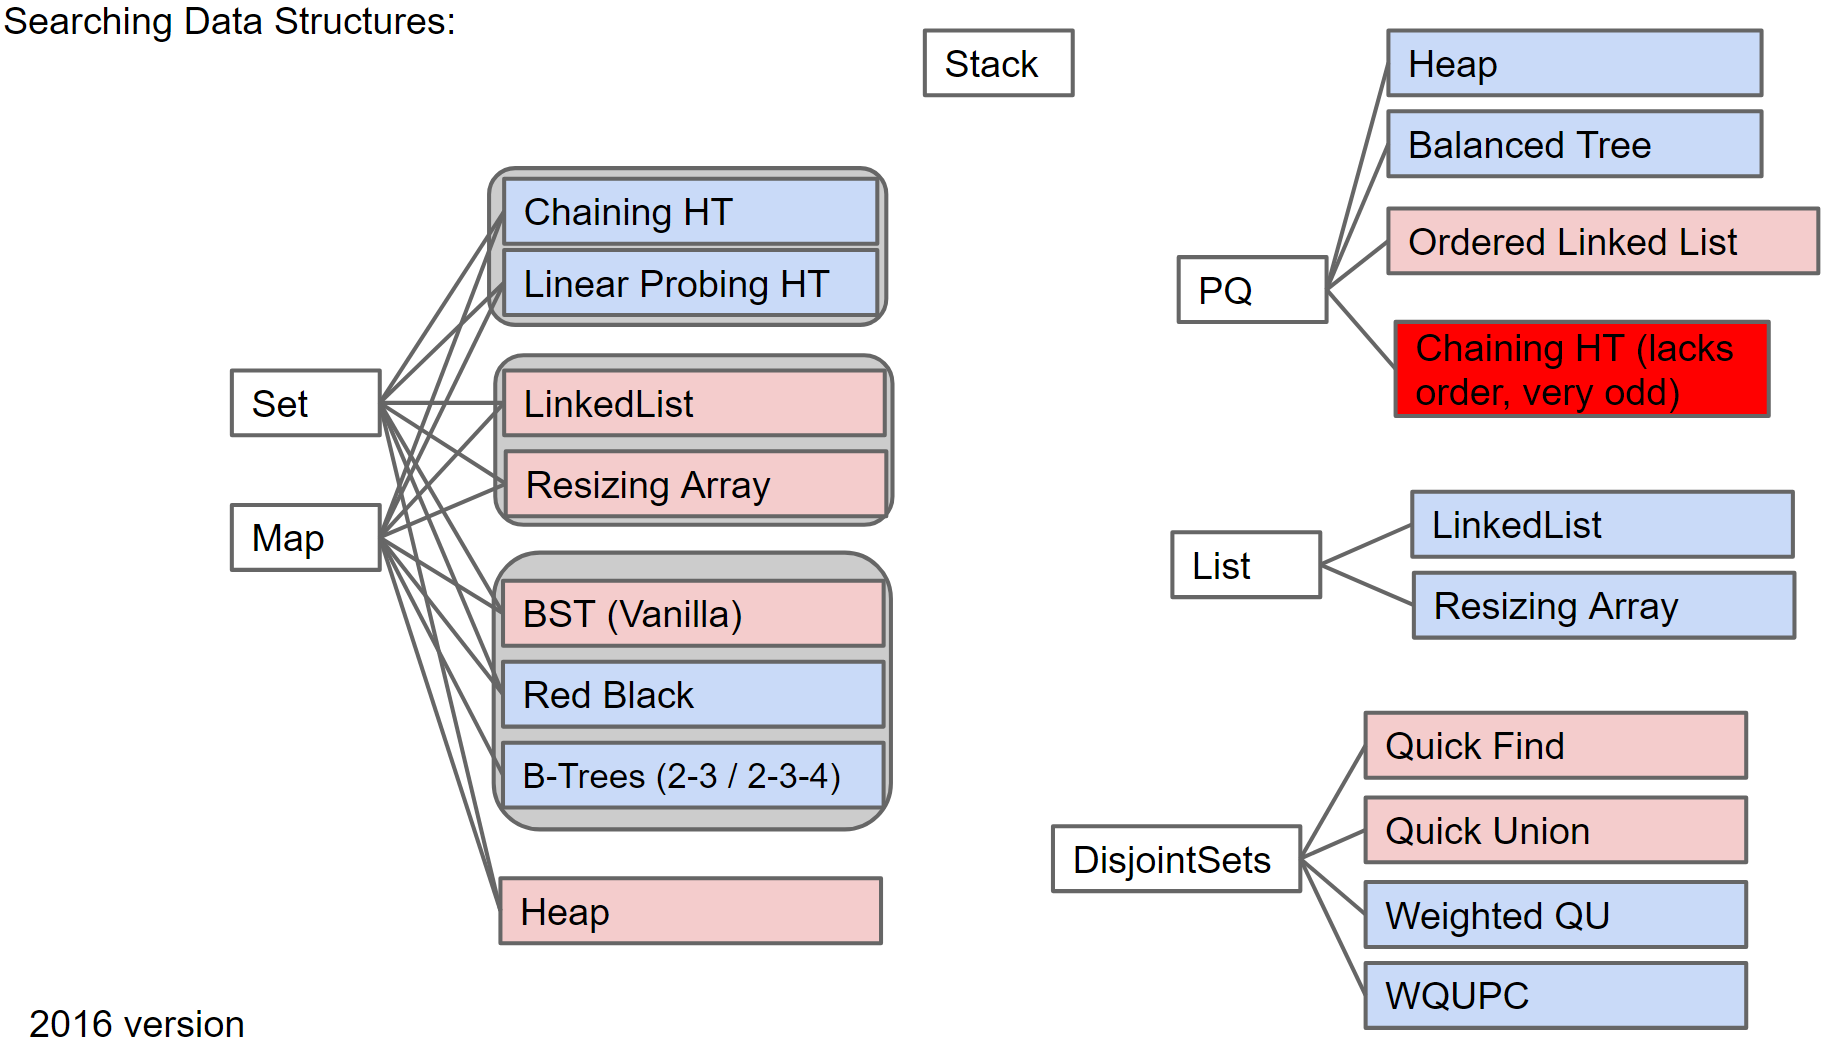 Searching Data Structures:
Stack
Chaining HT
Linear Probing HT
Set
LinkedList
Resizing Array
Map
BST (Vanilla)
Red Black
B-Trees (2-3 / 2-3-4)
Heap
2016 version
Heap
Balanced Tree
Ordered Linked List
PQ
Chaining HT (lacks
order, very odd)
LinkedList
List
Resizing Array
Quick Find
Quick Union
DisjointSets
Weighted QU
WQUPC